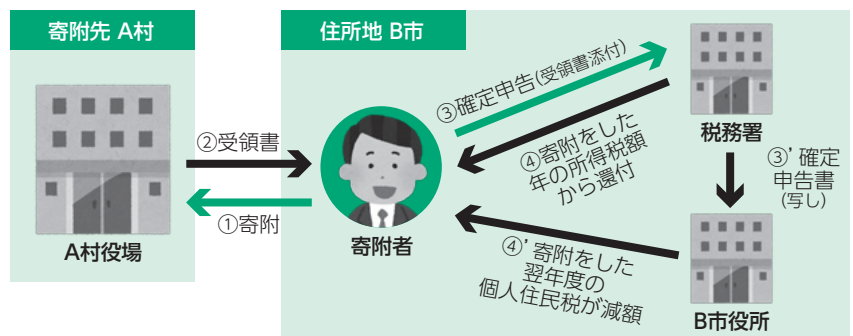 寄附先 A村
住所地 B市
③確定申告(受領書添付)
税務署
②受領書
④寄附をした
年の所得税額
から還付
③’確定
申告書
(写し)
①寄附
A村役場
寄附者
④’寄附をした
翌年度の
個人住民税が減額
B市役所